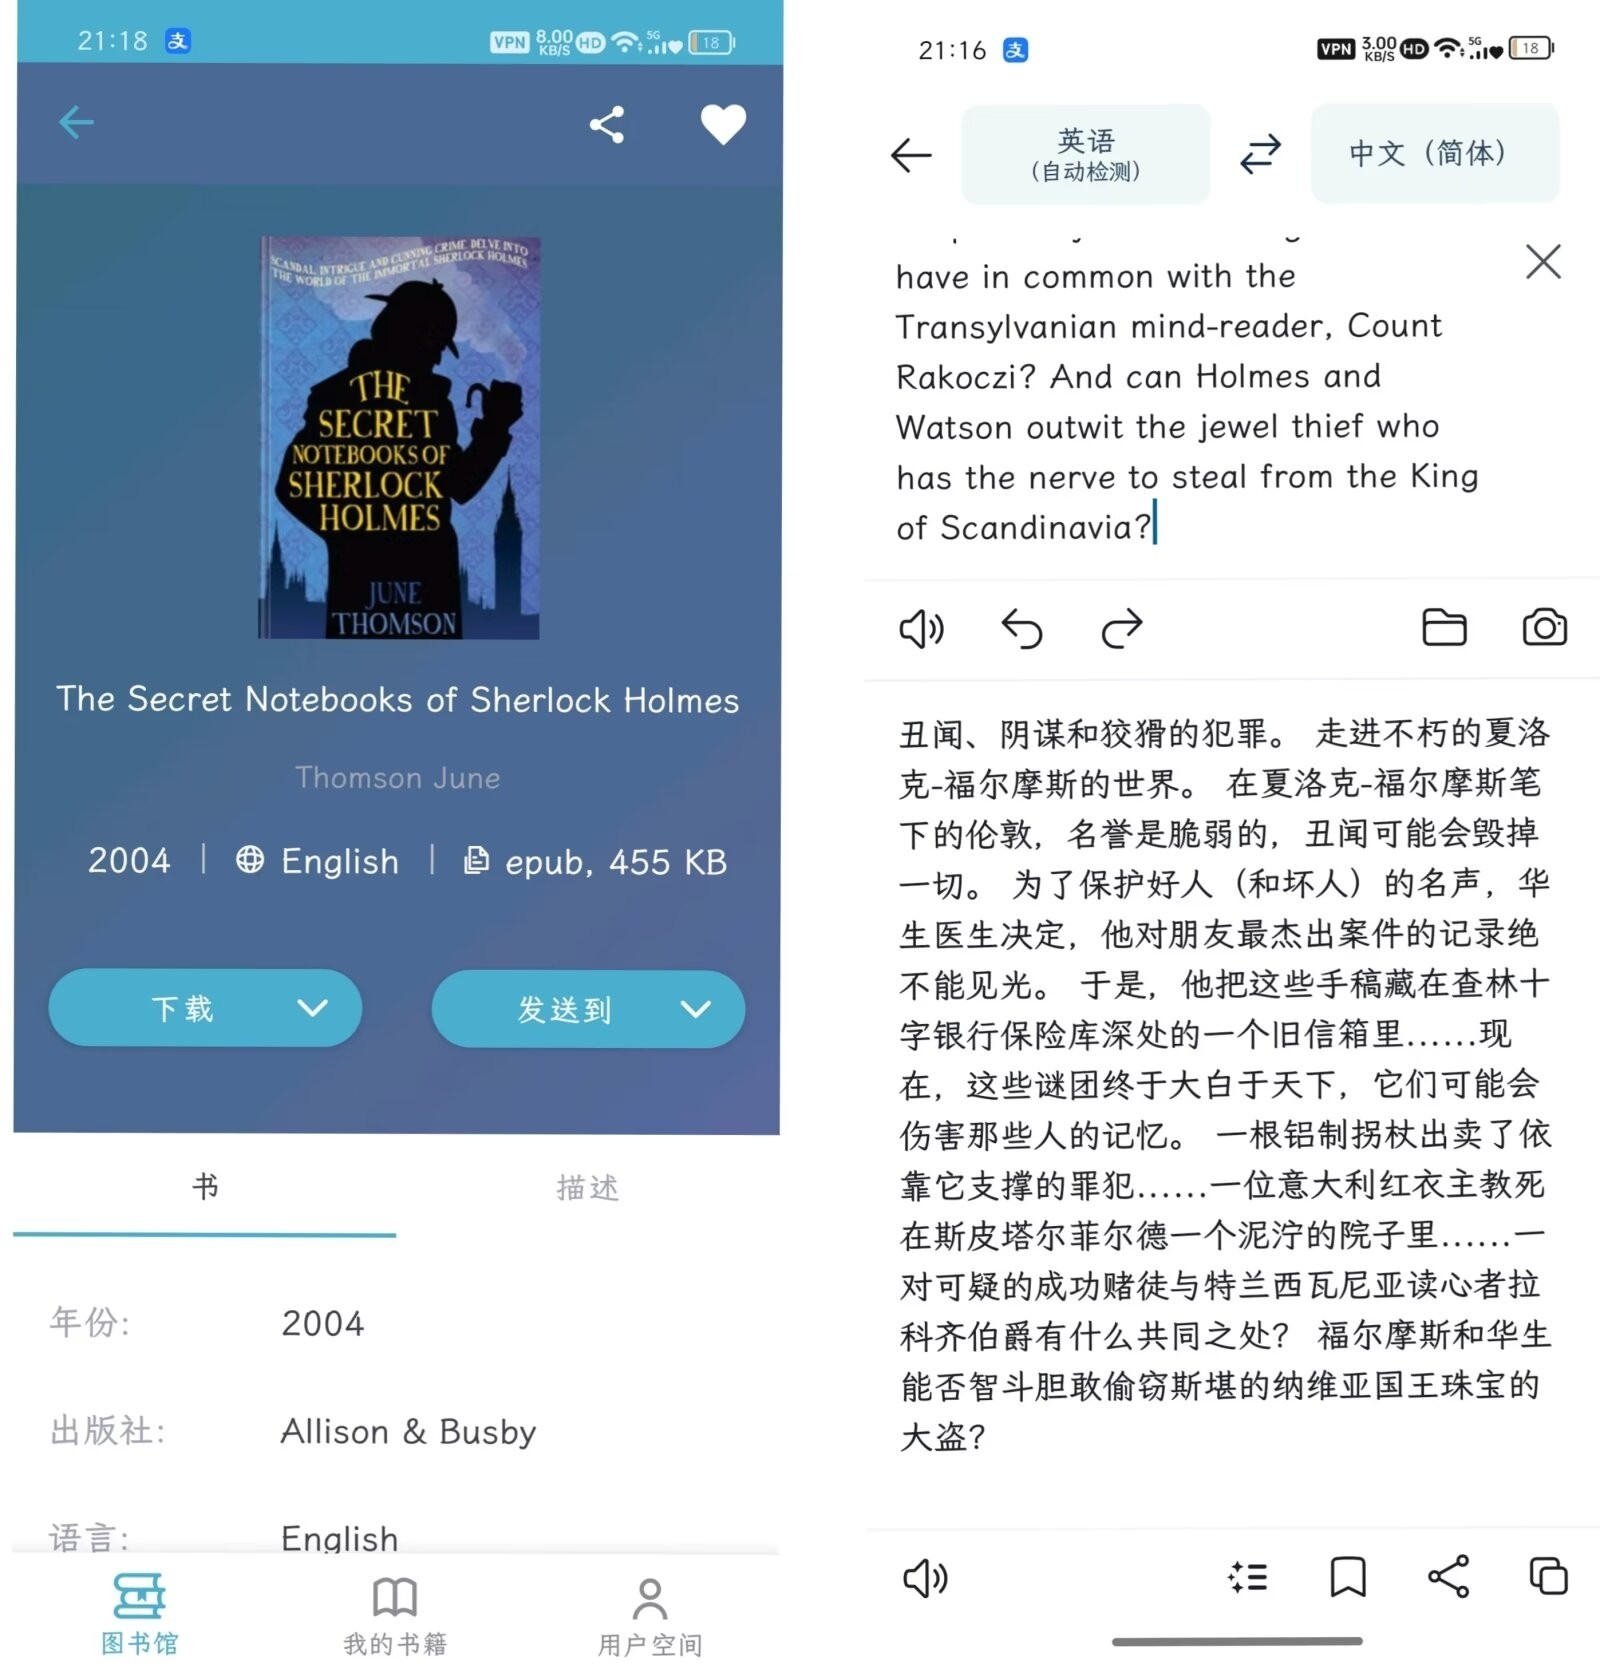 21:18 支
VPN 8.00 KB/S HD 5G 18
SCANDAL, INTRIGUE AND CUNNING CRIME. DELVE INTO
THE WORLD OF THE IMMORTAL SHERLOCK HOLMES
THE
SECRET
NOTEBOOKS OF
SHERLOCK
HOLMES
JUNE
THOMSON
The Secret Notebooks of Sherlock Holmes
Thomson June
2004 | English | epub, 455 KB
下载
发送到
书
描述
年份: 2004
出版社: Allison & Busby
语言: English
图书馆
我的书籍
用户空间
21:16 支
VPN 3.00 KB/S HD 5G 18
英语
(自动检测)
中文（简体）
have in common with the
Transylvanian mind-reader, Count
Rakoczi? And can Holmes and
Watson outwit the jewel thief who
has the nerve to steal from the King
of Scandinavia?
丑闻、阴谋和狡猾的犯罪。 走进不朽的夏洛
克-福尔摩斯的世界。 在夏洛克-福尔摩斯笔
下的伦敦，名誉是脆弱的，丑闻可能会毁掉
一切。 为了保护好人（和坏人）的名声，华
生医生决定，他对朋友最杰出案件的记录绝
不能见光。 于是，他把这些手稿藏在查林十
字银行保险库深处的一个旧信箱里......现
在，这些谜团终于大白于天下，它们可能会
伤害那些人的记忆。 一根铝制拐杖出卖了依
靠它支撑的罪犯......一位意大利红衣主教死
在斯皮塔尔菲尔德一个泥泞的院子里......一
对可疑的成功赌徒与特兰西瓦尼亚读心者拉
科齐伯爵有什么共同之处？ 福尔摩斯和华生
能否智斗胆敢偷窃斯堪的纳维亚国王珠宝的
大盗？